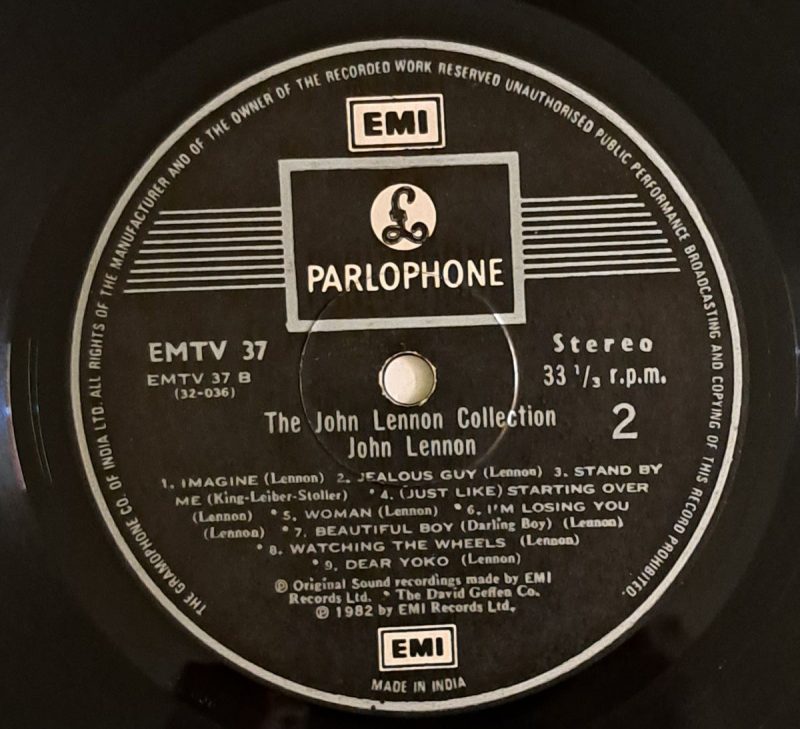 THE GRAMOPHONE CO. OF INDIA LTD. ALL RIGHTS OF THE MANUFACTURER AND OF THE OWNER OF THE RECORDED WORK RESERVED UNAUTHORISED PUBLIC PERFORMANCE BROADCASTING AND COPYING OF THIS RECORD PROHIBITED.
EMI
£
PARLOPHONE
EMTV 37
EMTV 37 B
(32-036)
Stereo
33 1/3 r.p.m.
2
The John Lennon Collection
John Lennon
1. IMAGINE (Lennon) 2. JEALOUS GUY (Lennon) 3. STAND BY
ME (King-Leiber-Stoller) *4. (JUST LIKE) STARTING OVER
(Lennon) *5. WOMAN (Lennon) *6. I'M LOSING YOU
(Lennon) *7. BEAUTIFUL BOY (Darling Boy) (Lennon)
*8. WATCHING THE WHEELS (Lennon)
*9. DEAR YOKO (Lennon)
℗ Original Sound recordings made by EMI
Records Ltd. * The David Geffen Co.
℗ 1982 by EMI Records Ltd.
EMI
MADE IN INDIA